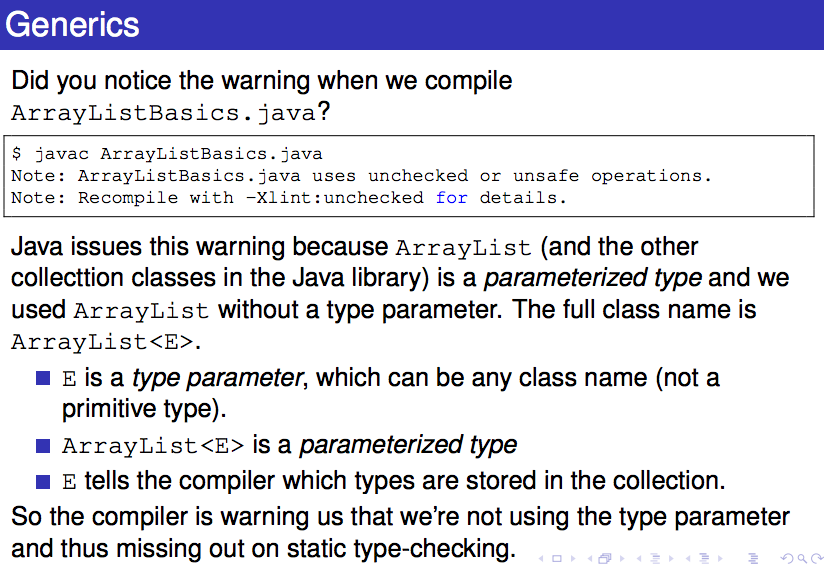 Generics
Did you notice the warning when we compile
ArrayListBasics.java?
$ javac ArrayListBasics.java
Note: ArrayListBasics.java uses unchecked or unsafe operations.
Note: Recompile with -Xlint:unchecked for details.
Java issues this warning because ArrayList (and the other
collecttion classes in the Java library) is a parameterized type and we
used ArrayList without a type parameter. The full class name is
ArrayList<E>.
E is a type parameter, which can be any class name (not a
primitive type).
ArrayList<E> is a parameterized type
E tells the compiler which types are stored in the collection.
So the compiler is warning us that we're not using the type parameter
and thus missing out on static type-checking.